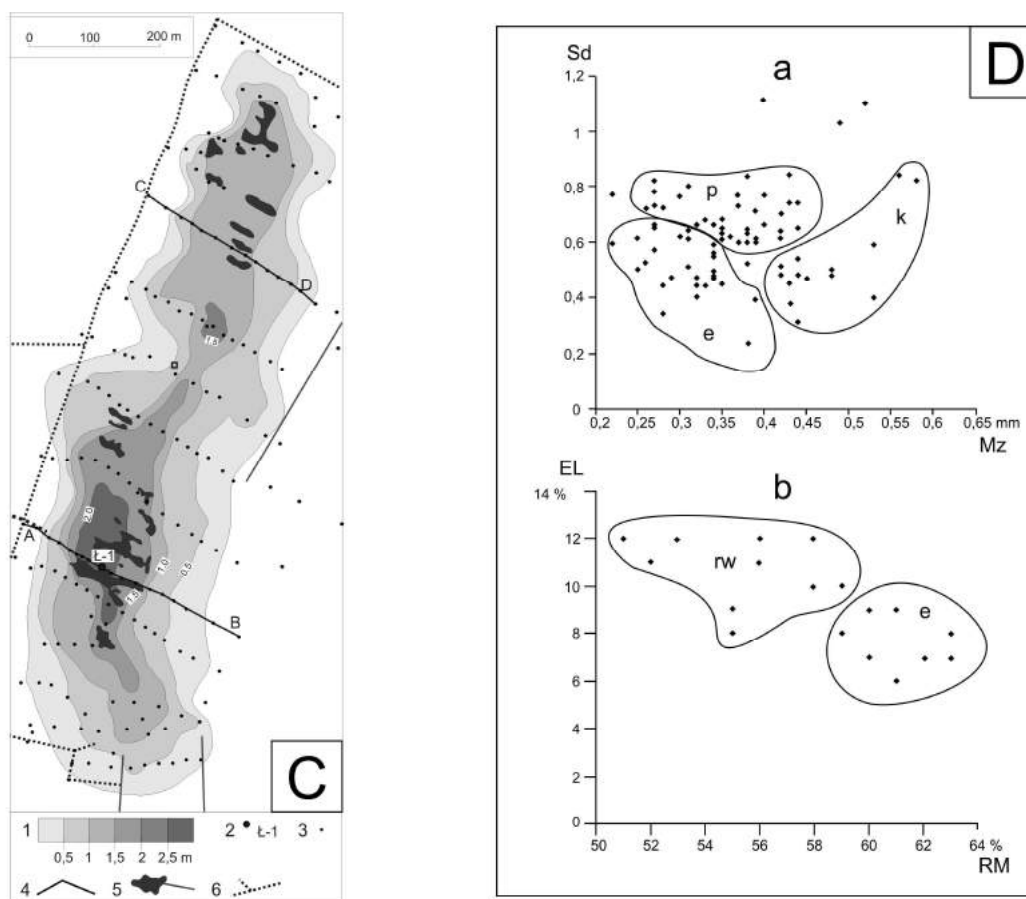 0 100 200 m
C
D
1,5
2.0
A
Ł-1
1.0
0.5
1.5
B
C
1 2 Ł-1 3
0,5 1 1,5 2 2,5 m
4 5 6
D
Sd
a
1,2
1
0,8
p
k
0,6
0,4
e
0,2
0
0,2 0,25 0,3 0,35 0,4 0,45 0,5 0,55 0,6 0,65 mm
Mz
EL
b
14 %
12
rw
10
e
8
6
4
2
0
50 52 54 55 56 58 60 62 64 %
RM